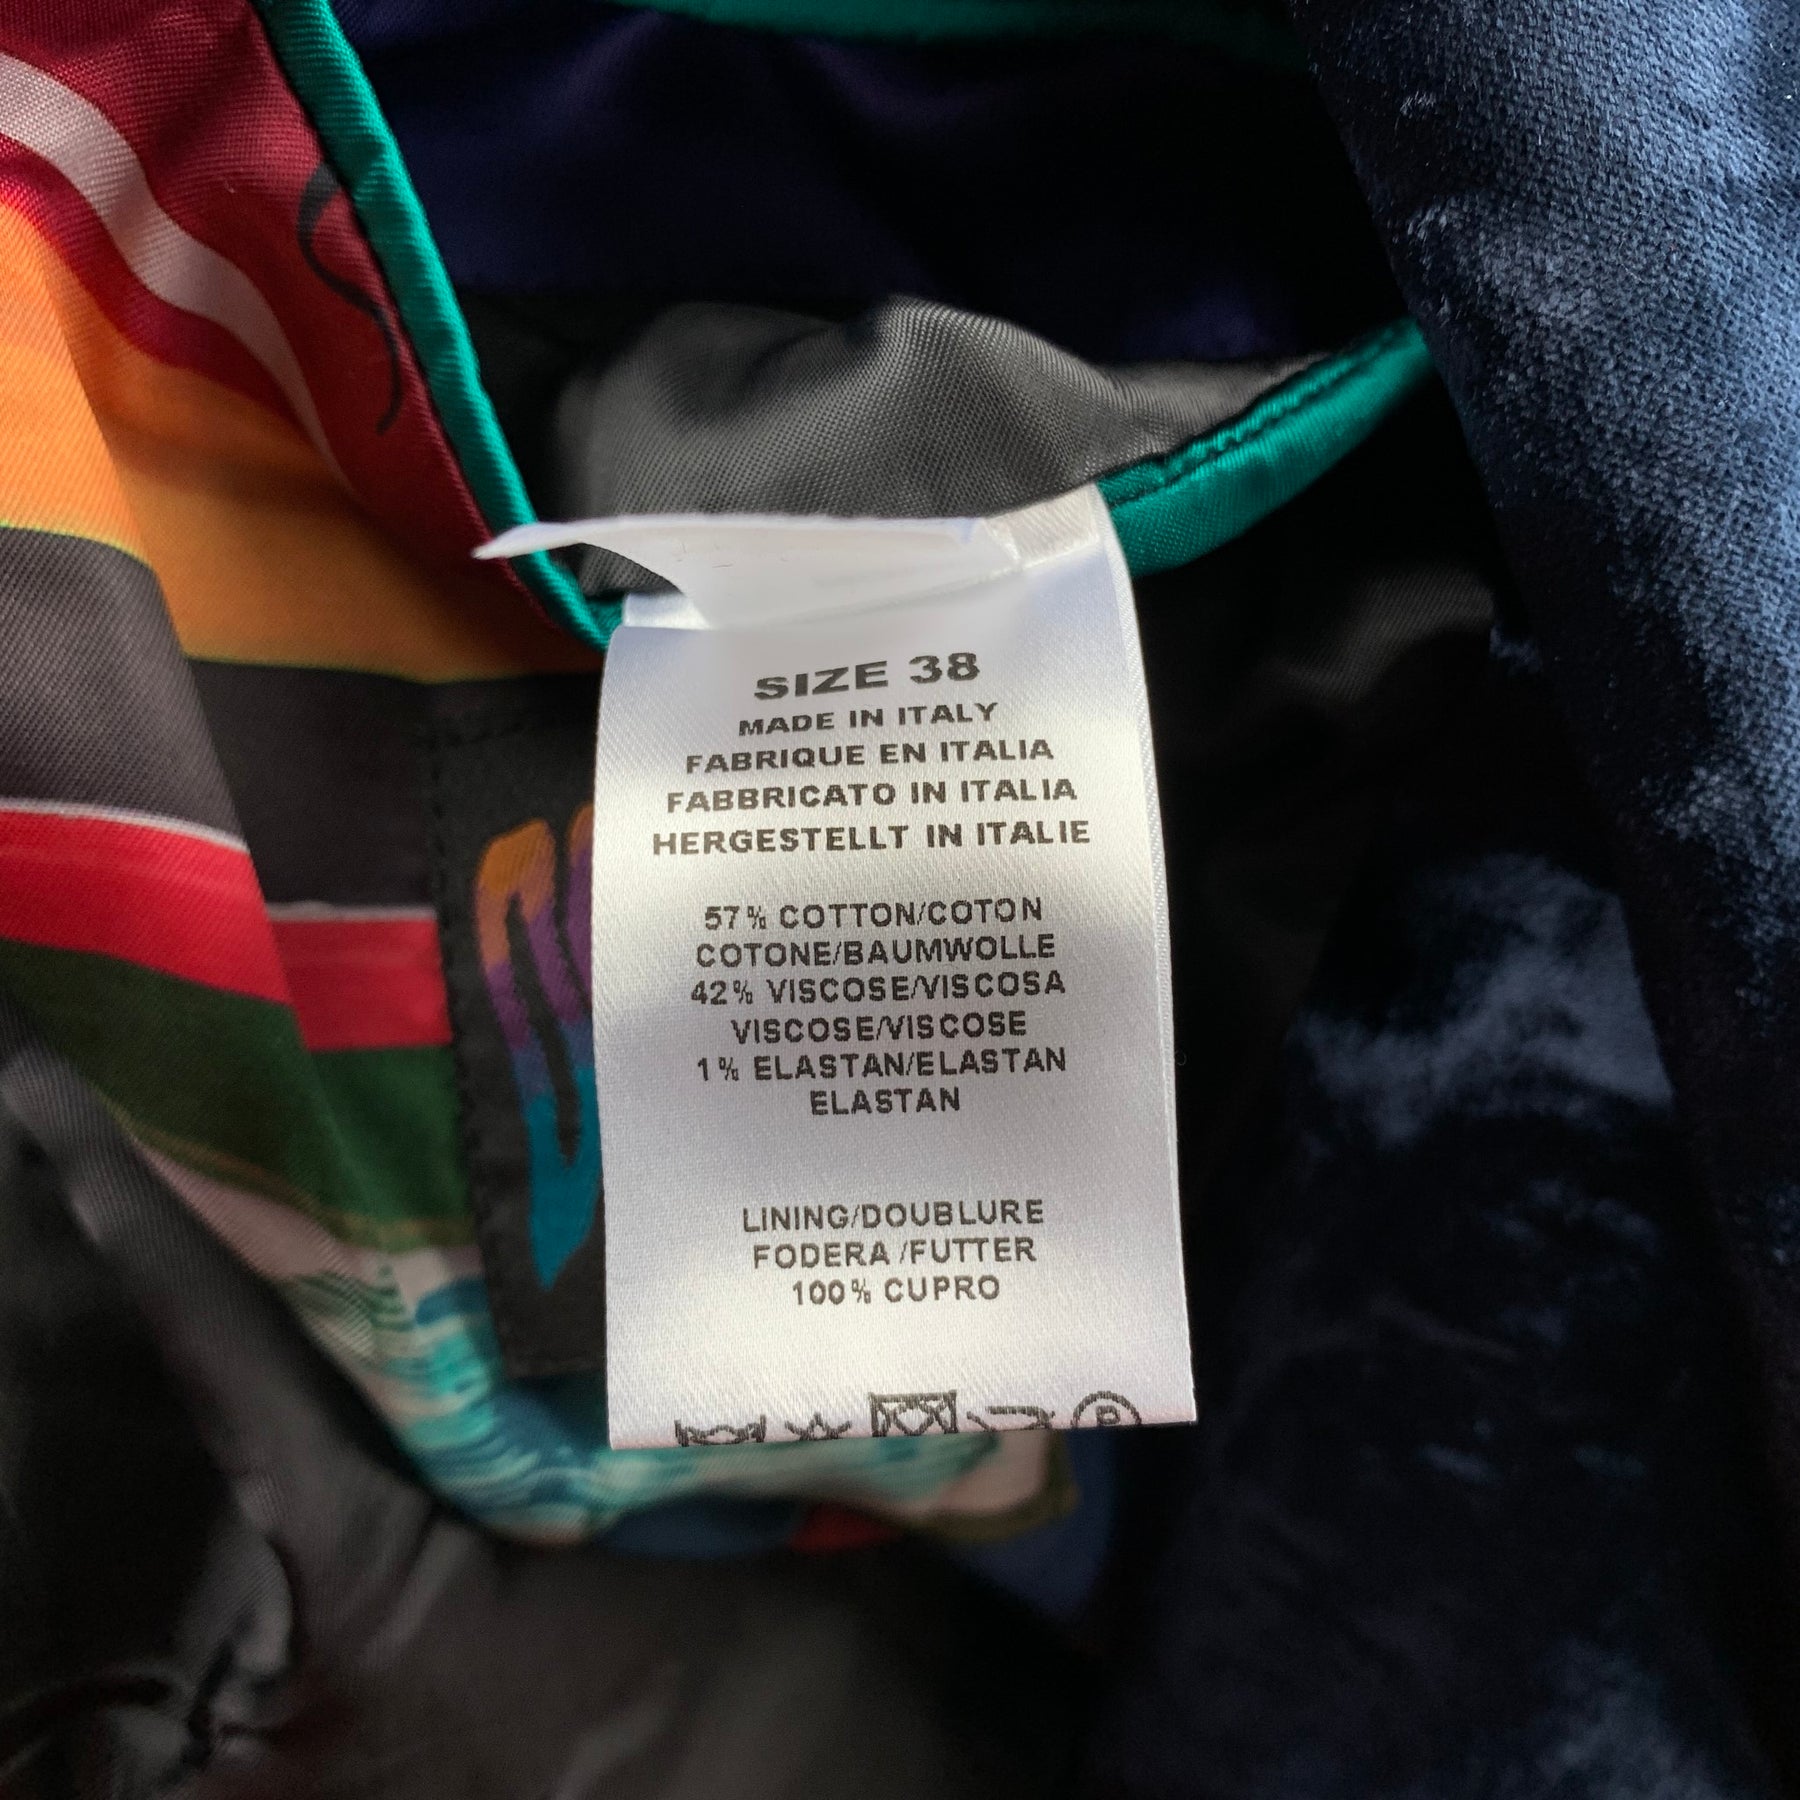 SIZE 38
MADE IN ITALY
FABRIQUE EN ITALIA
FABBRICATO IN ITALIA
HERGESTELLT IN ITALIE
57% COTTON/COTON
COTONE/BAUMWOLLE
42% VISCOSE/VISCOSA
VISCOSE/VISCOSE
1% ELASTAN/ELASTAN
ELASTAN
LINING/DOUBLURE
FODERA /FUTTER
100% CUPRO
P